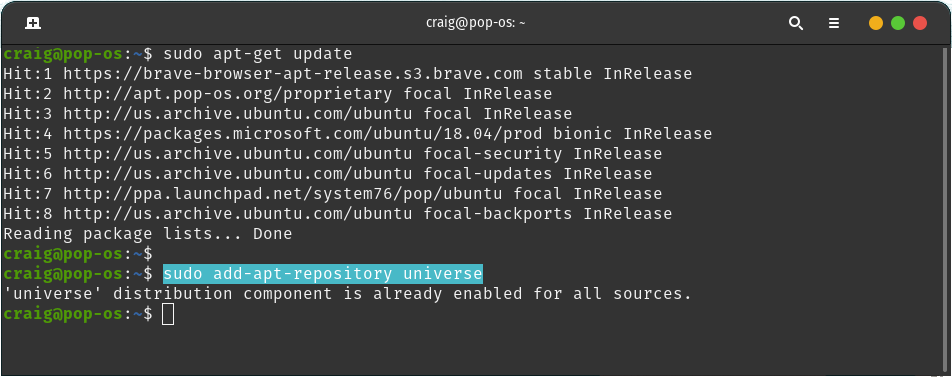 craig@pop-os: ~
craig@pop-os:~$ sudo apt-get update
Hit:1 https://brave-browser-apt-release.s3.brave.com stable InRelease
Hit:2 http://apt.pop-os.org/proprietary focal InRelease
Hit:3 http://us.archive.ubuntu.com/ubuntu focal InRelease
Hit:4 https://packages.microsoft.com/ubuntu/18.04/prod bionic InRelease
Hit:5 http://us.archive.ubuntu.com/ubuntu focal-security InRelease
Hit:6 http://us.archive.ubuntu.com/ubuntu focal-updates InRelease
Hit:7 http://ppa.launchpad.net/system76/pop/ubuntu focal InRelease
Hit:8 http://us.archive.ubuntu.com/ubuntu focal-backports InRelease
Reading package lists... Done
craig@pop-os:~$
craig@pop-os:~$ sudo add-apt-repository universe
'universe' distribution component is already enabled for all sources.
craig@pop-os:~$